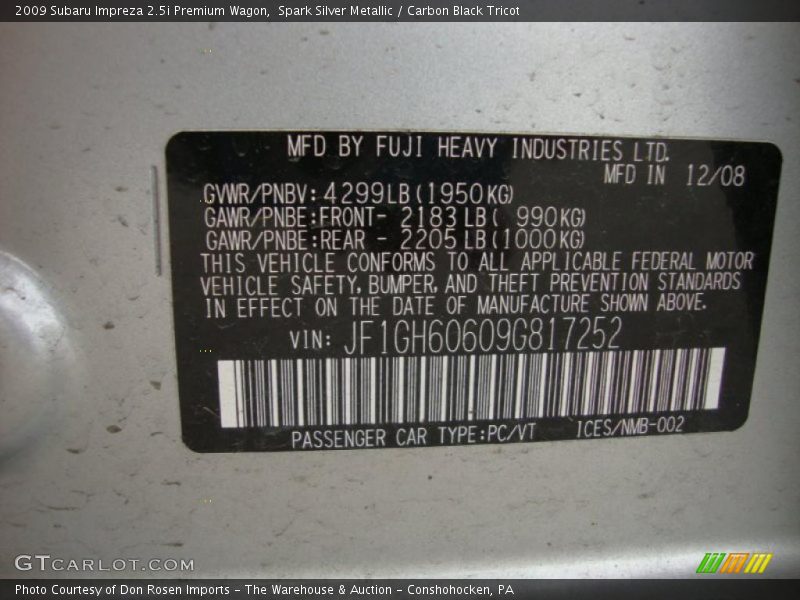 2009 Subaru Impreza 2.5i Premium Wagon,  Spark Silver Metallic / Carbon Black Tricot
MFD BY FUJI HEAVY INDUSTRIES LTD.
MFD IN 12/08
GVWR/PNBV: 4299LB(1950KG)
GAWR/PNBE:FRONT- 2183LB( 990KG)
GAWR/PNBE:REAR - 2205LB(1000KG)
THIS VEHICLE CONFORMS TO ALL APPLICABLE FEDERAL MOTOR
VEHICLE SAFETY, BUMPER, AND THEFT PREVENTION STANDARDS
IN EFFECT ON THE DATE OF MANUFACTURE SHOWN ABOVE.
VIN: JF1GH60609G817252
PASSENGER CAR TYPE:PC/VT ICES/NMB-002
GTCARLOT.COM
Photo Courtesy of Don Rosen Imports – The Warehouse & Auction – Conshohocken, PA